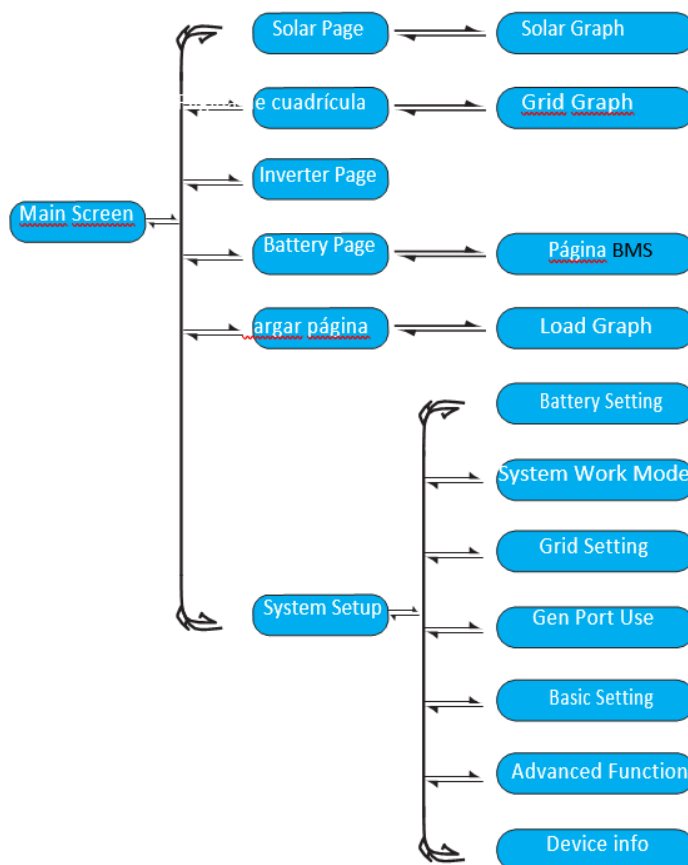 Solar Page
Solar Graph
cuadrícula
Grid Graph
Inverter Page
Main Screen
Battery Page
Página BMS
argar página
Load Graph
Battery Setting
System Work Mode
Grid Setting
System Setup
Gen Port Use
Basic Setting
Advanced Function
Device info